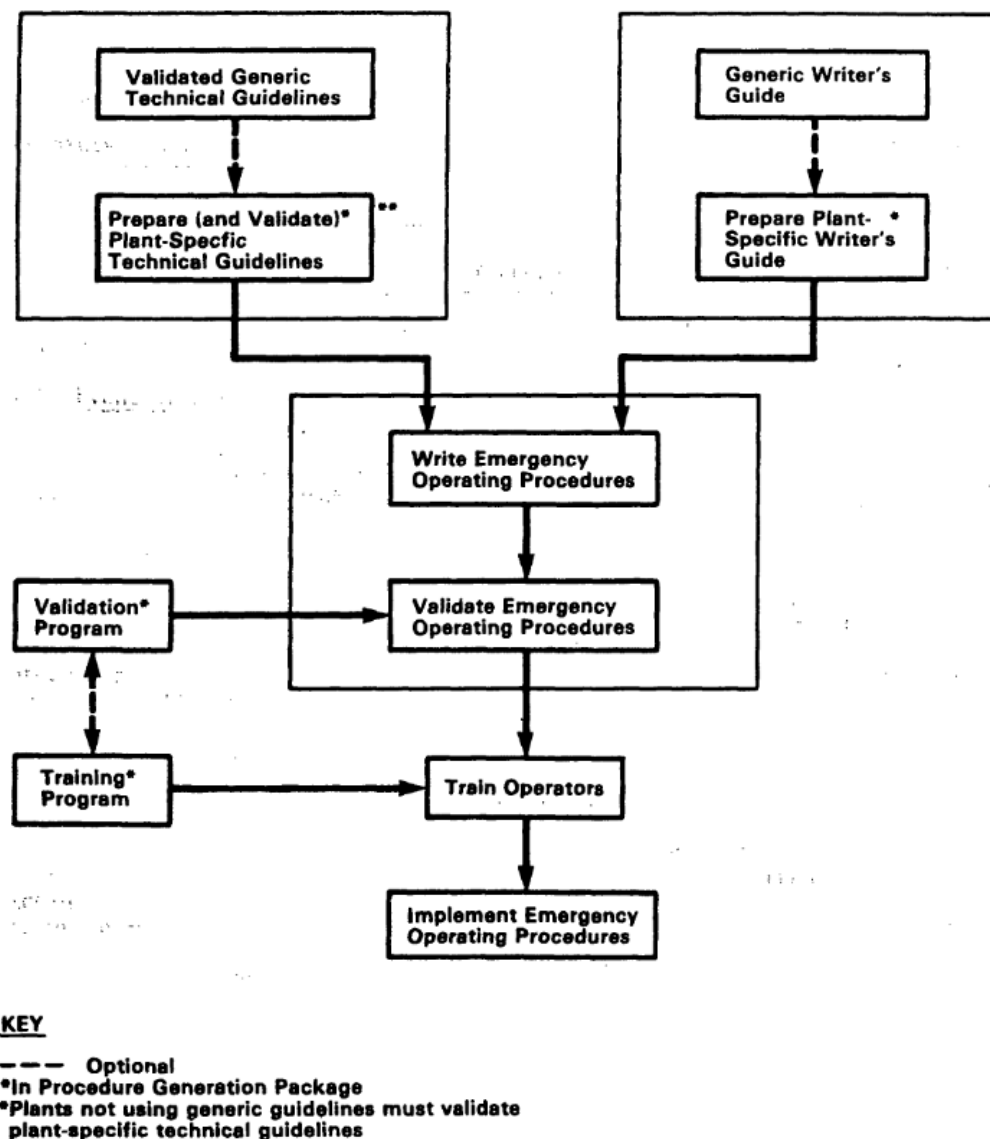 Validated Generic
Technical Guidelines
Generic Writer's
Guide
Prepare (and Validate)* **
Plant-Specfic
Technical Guidelines
Prepare Plant- *
Specific Writer's
Guide
Write Emergency
Operating Procedures
Validation*
Program
Validate Emergency
Operating Procedures
Training*
Program
Train Operators
Implement Emergency
Operating Procedures
KEY
---- Optional
*In Procedure Generation Package
*Plants not using generic guidelines must validate
plant-specific technical guidelines